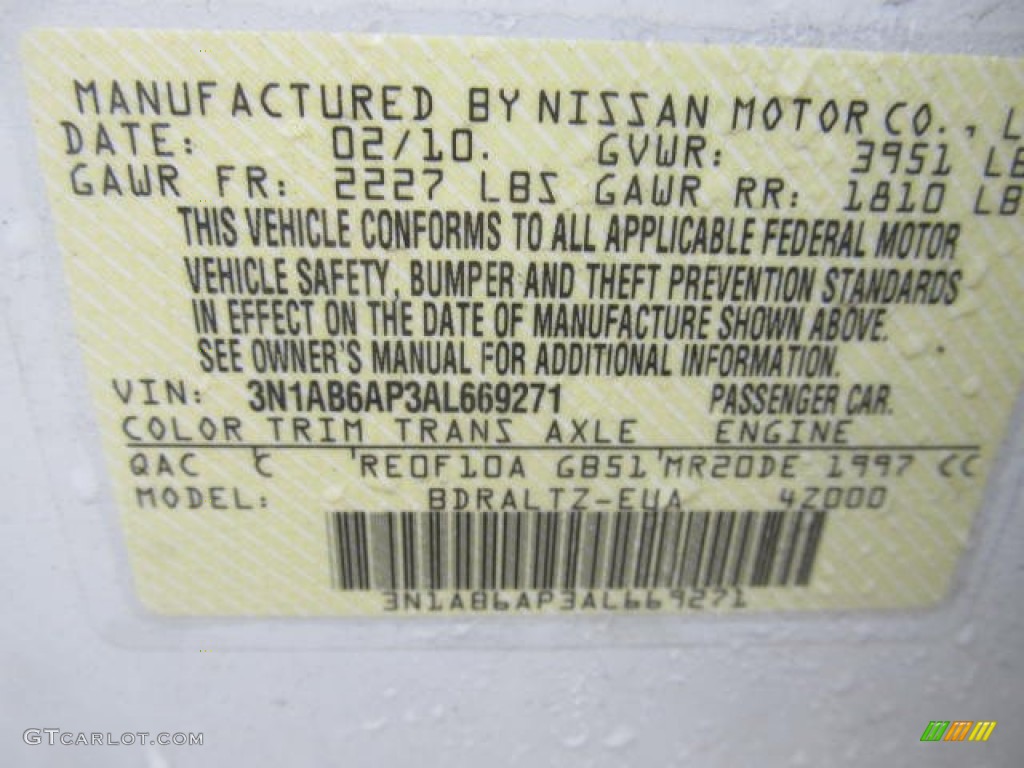 MANUFACTURED BY NISSAN MOTOR CO., L
DATE: 02/10. GVWR: 3951 LB
GAWR FR: 2227 LBS GAWR RR: 1810 LB
THIS VEHICLE CONFORMS TO ALL APPLICABLE FEDERAL MOTOR
VEHICLE SAFETY, BUMPER AND THEFT PREVENTION STANDARDS
IN EFFECT ON THE DATE OF MANUFACTURE SHOWN ABOVE.
SEE OWNER'S MANUAL FOR ADDITIONAL INFORMATION.
VIN: 3N1AB6AP3AL669271 PASSENGER CAR.
COLOR TRIM TRANS AXLE ENGINE
QAC C RE0F10A GB51 MR20DE 1997 CC
MODEL: BDRALTZ-EUA 4Z000
3N1AB6AP3AL669271
GTCARLOT.COM